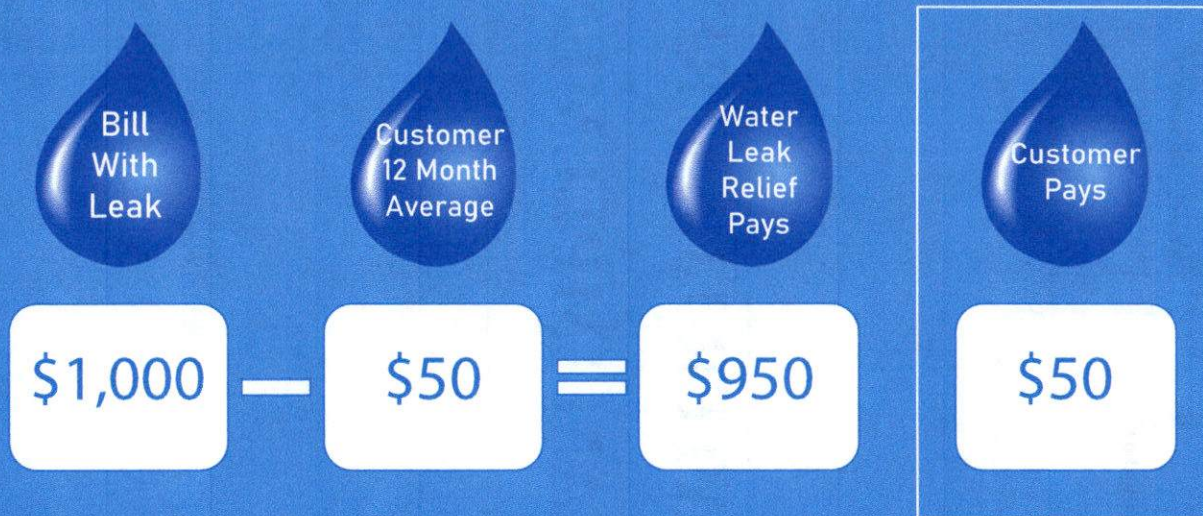 Bill
With
Leak
Customer
12 Month
Average
Water
Leak
Relief
Pays
Customer
Pays
$1,000 — $50 = $950
$50